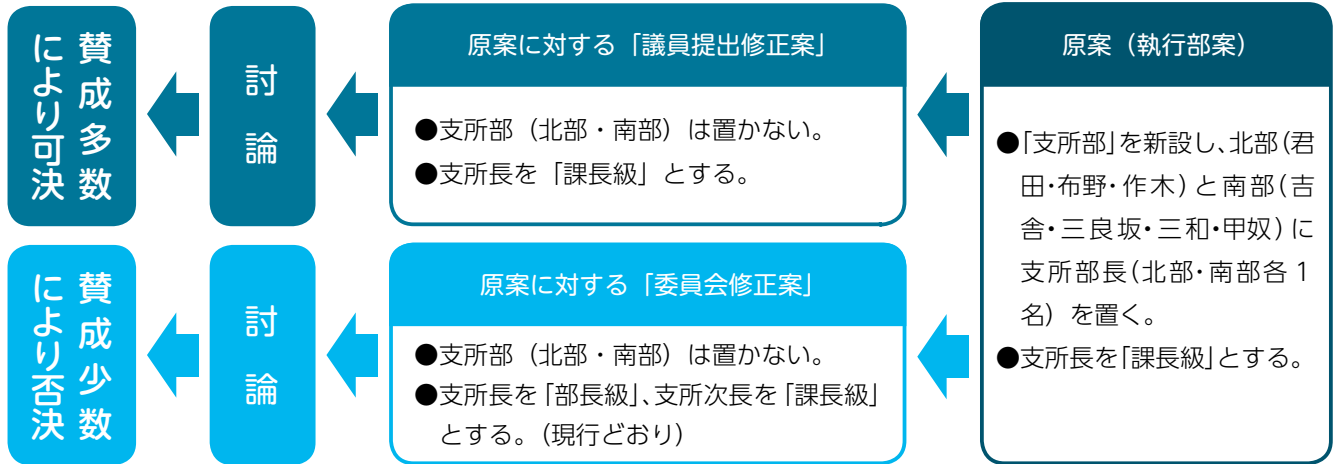 原案（執行部案）
●「支所部」を新設し、北部（君
田・布野・作木）と南部（吉
舎・三良坂・三和・甲奴）に
支所部長（北部・南部各1
名）を置く。
●支所長を「課長級」とする。
原案に対する「議員提出修正案」
●支所部（北部・南部）は置かない。
●支所長を「課長級」とする。
討論
賛成多数
により可決
原案に対する「委員会修正案」
●支所部（北部・南部）は置かない。
●支所長を「部長級」、支所次長を「課長級」
とする。（現行どおり）
討論
賛成少数
により否決